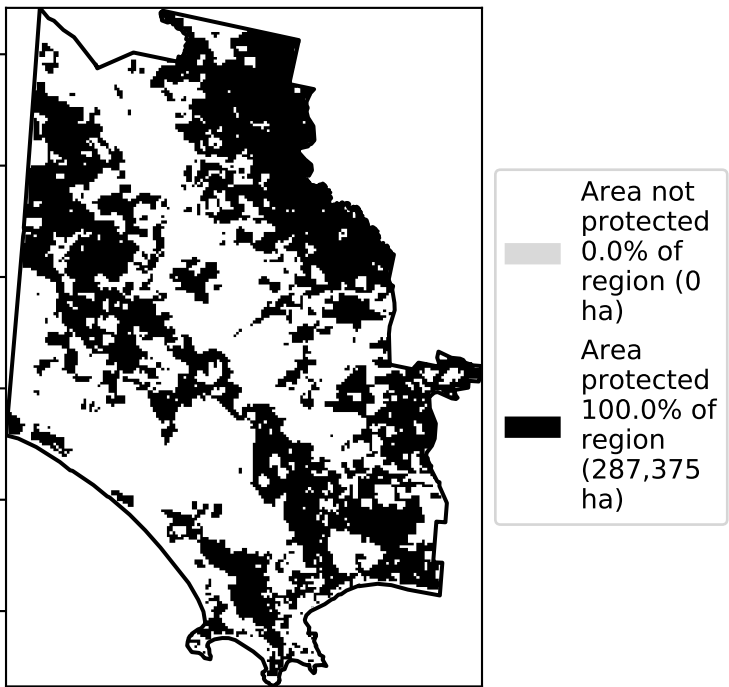 Area not
protected
0.0% of
region (0
ha)
Area
protected
100.0% of
region
(287,375
ha)